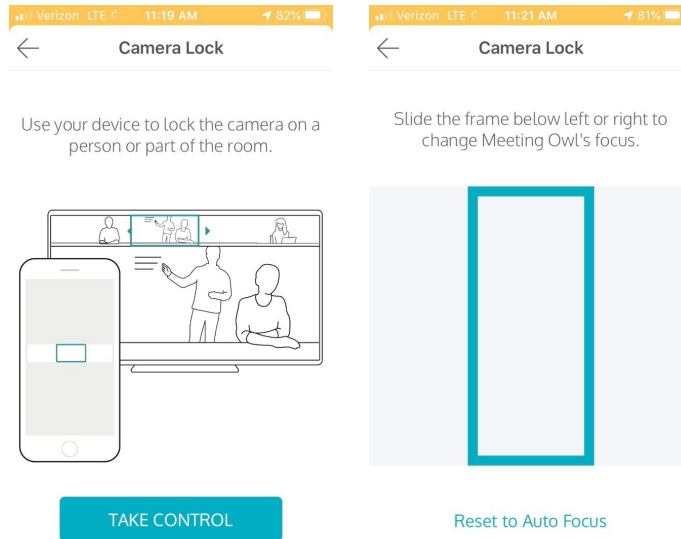 Verizon LTE 11:19 AM 82%
Camera Lock
Use your device to lock the camera on a
person or part of the room.
TAKE CONTROL
Verizon LTE 11:21 AM 81%
Camera Lock
Slide the frame below left or right to
change Meeting Owl's focus.
Reset to Auto Focus